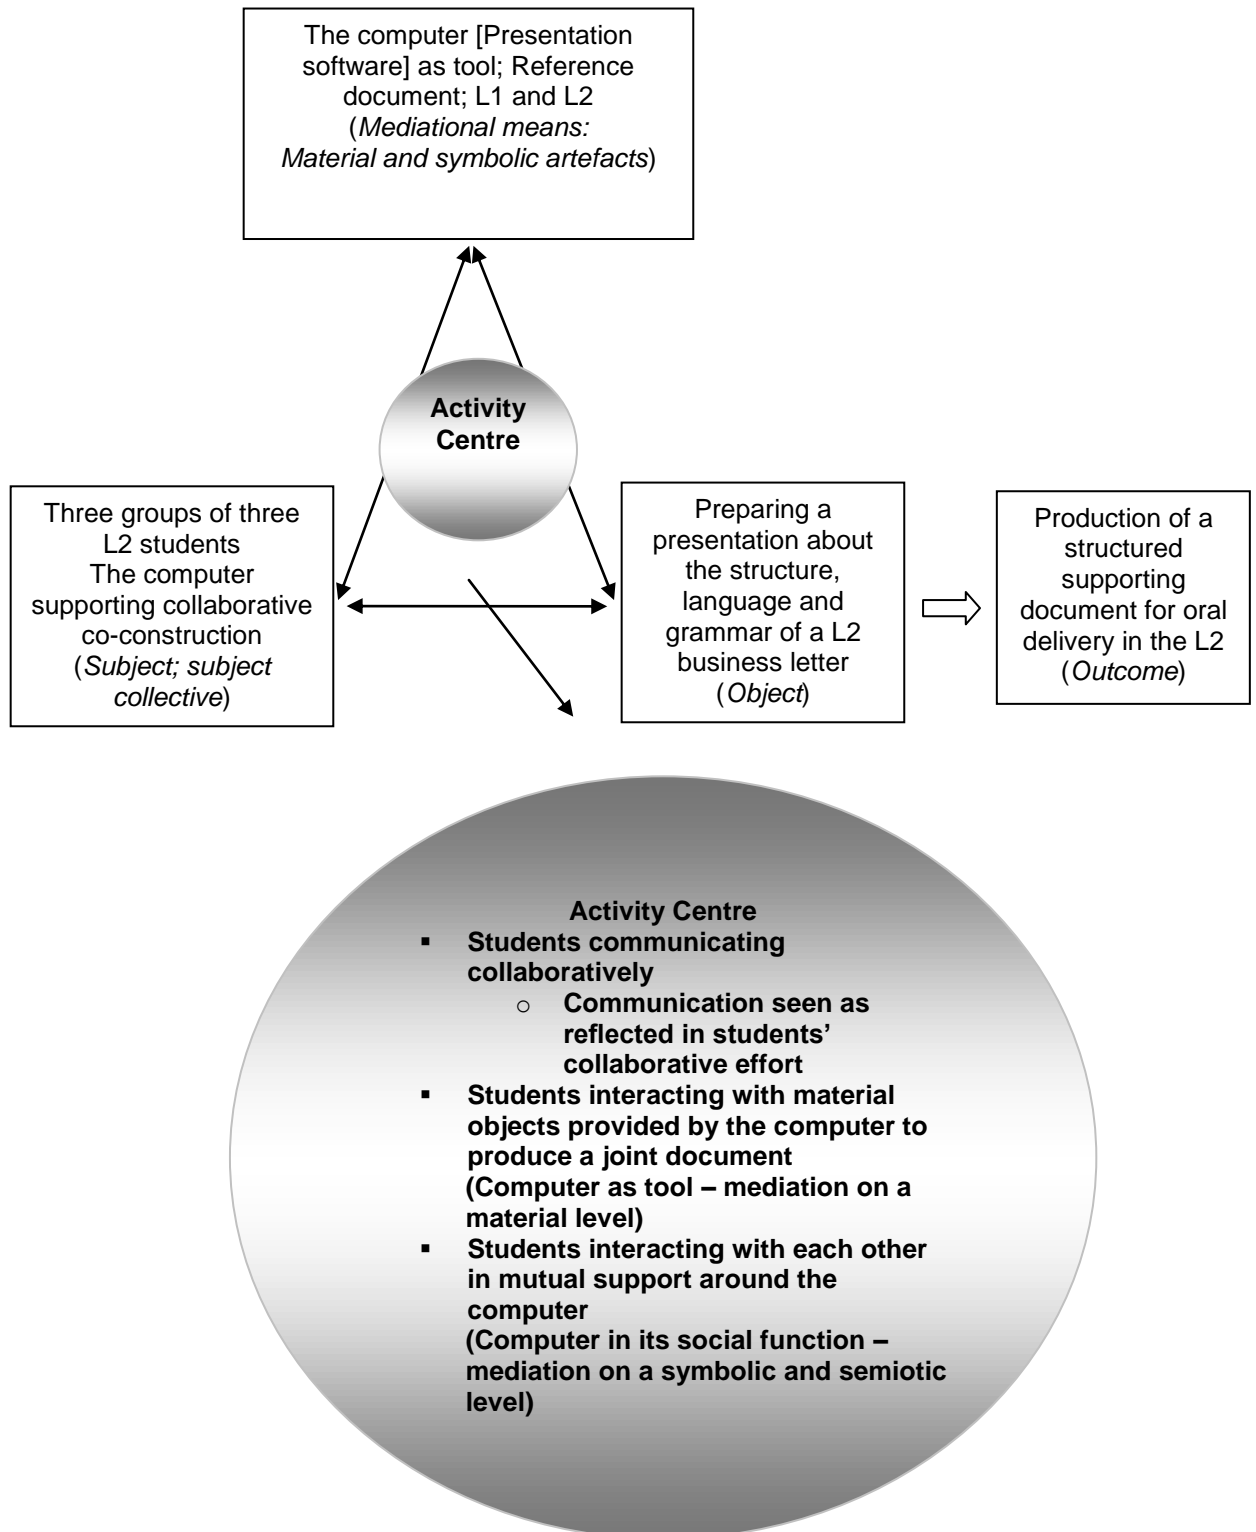 The computer [Presentation
software] as tool; Reference
document; L1 and L2
(Mediational means:
Material and symbolic artefacts)
Activity
Centre
Three groups of three
L2 students
The computer
supporting collaborative
co-construction
(Subject; subject
collective)
Preparing a
presentation about
the structure,
language and
grammar of a L2
business letter
(Object)
Production of a
structured
supporting
document for oral
delivery in the L2
(Outcome)
Activity Centre
▪ Students communicating
collaboratively
o Communication seen as
reflected in students’
collaborative effort
▪ Students interacting with material
objects provided by the computer to
produce a joint document
(Computer as tool – mediation on a
material level)
▪ Students interacting with each other
in mutual support around the
computer
(Computer in its social function –
mediation on a symbolic and semiotic
level)